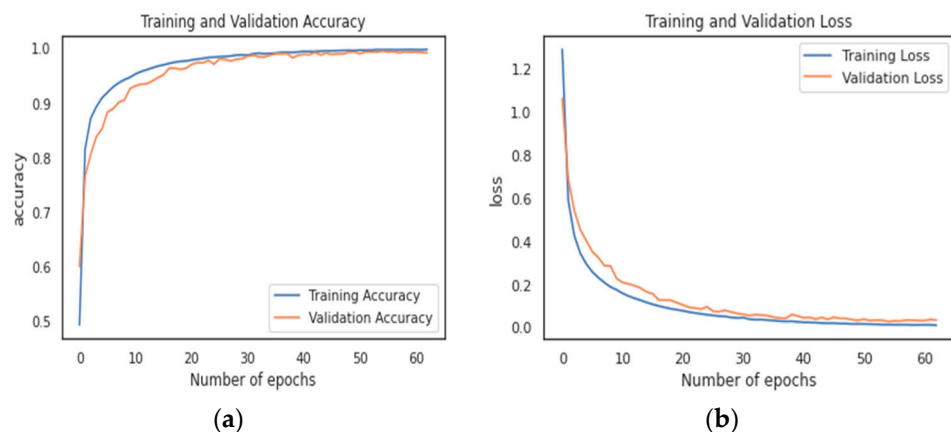 Training and Validation Accuracy
1.0
0.9
0.8
0.7
0.6
0.5
accuracy
Training Accuracy
Validation Accuracy
0 10 20 30 40 50 60
Number of epochs
(a)
Training and Validation Loss
1.2
1.0
0.8
0.6
0.4
0.2
0.0
loss
Training Loss
Validation Loss
0 10 20 30 40 50 60
Number of epochs
(b)